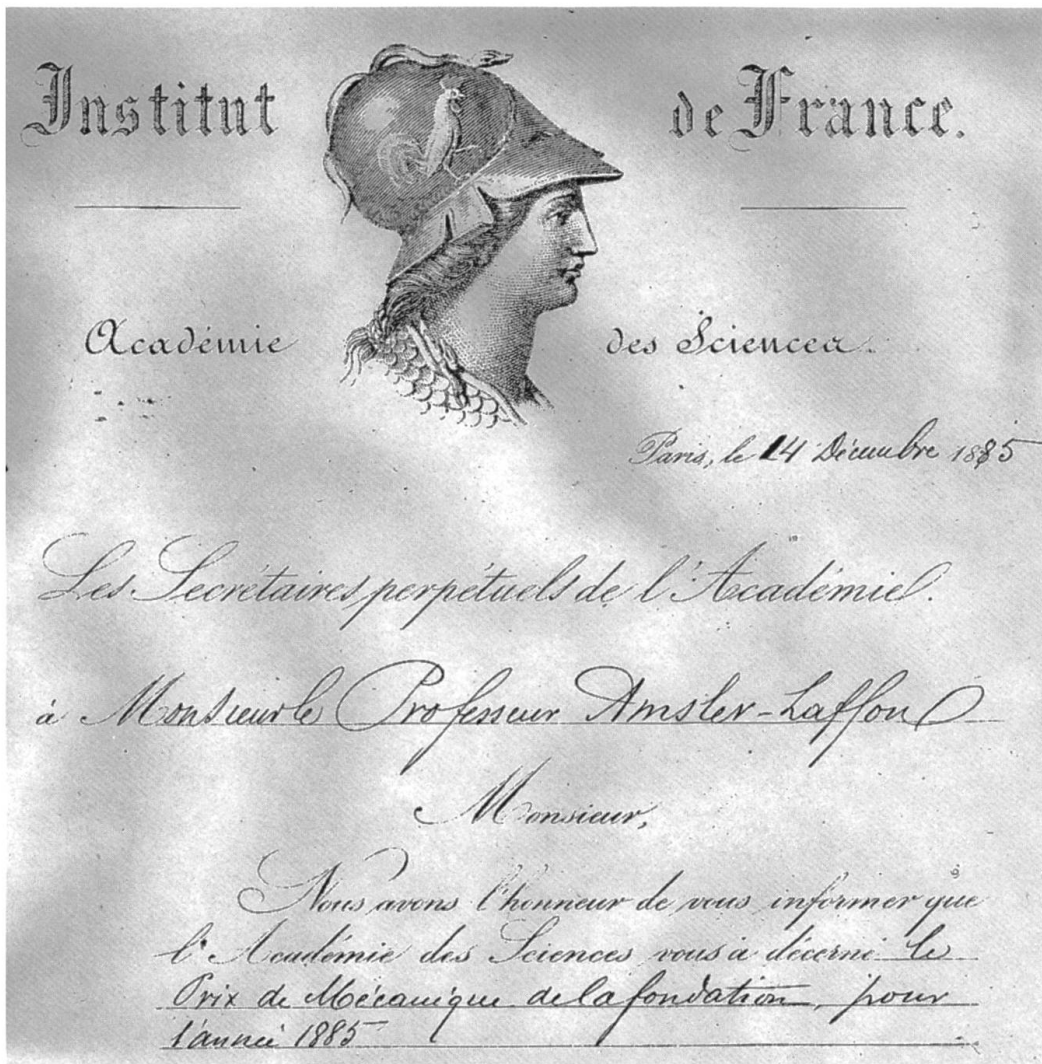 Institut de France.
Académie des Sciences.
Paris, le 14 Décembre 1885
Les Secrétaires perpétuels de l'Académie.
à Monsieur le Professeur Amsler-Laffon
Monsieur,
Nous avons l'honneur de vous informer que
l'Académie des Sciences vous a décerné le
Prix de Mécanique de la fondation, pour
l'année 1885